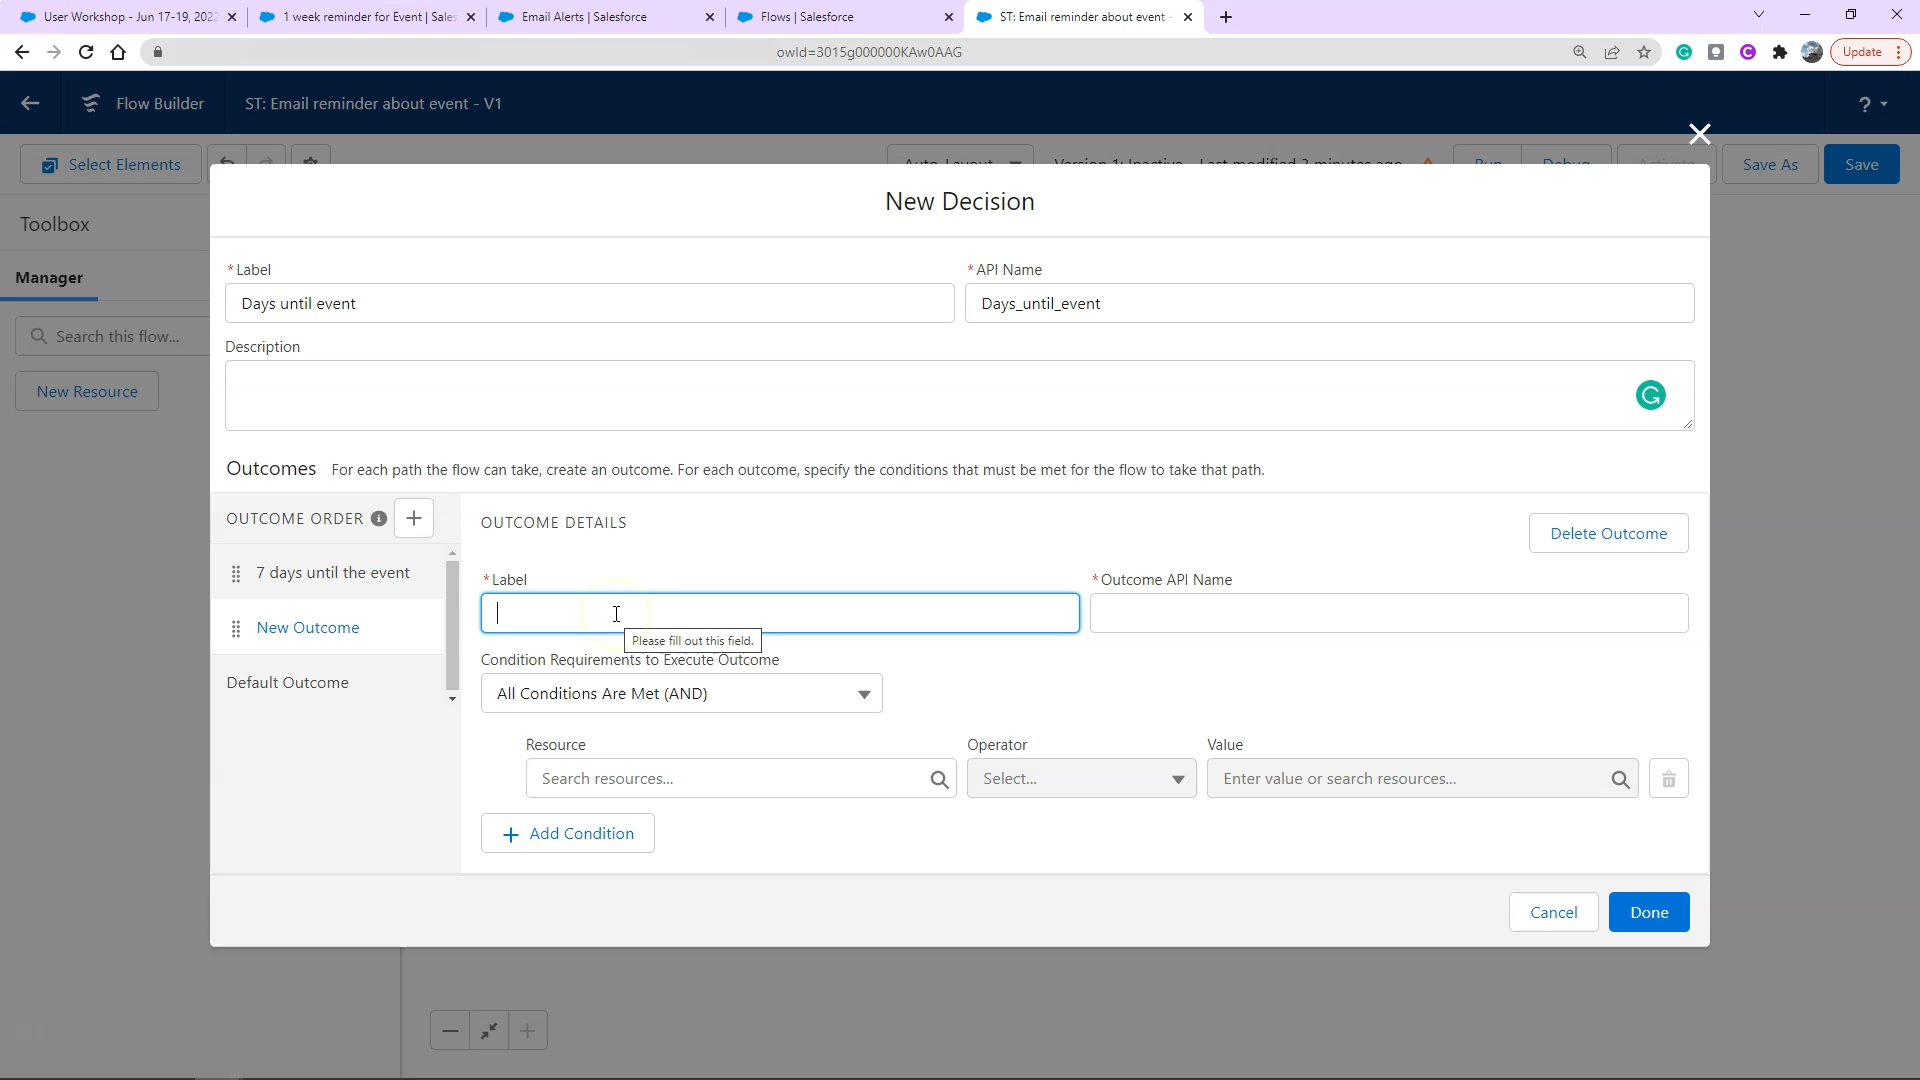 User Workshop - Jun 17-19, 2022
1 week reminder for Event | Sales
Email Alerts | Salesforce
Flows | Salesforce
ST: Email reminder about event -
owId=3015g000000KAw0AAG
Update
Flow Builder
ST: Email reminder about event - V1
?
Select Elements
Auto-Layout
Version 1: Inactive—Last modified 3 minutes ago
Run
Debug
Activate
Save As
Save
New Decision
Toolbox
Manager
Search this flow...
New Resource
* Label
* API Name
Days until event
Days_until_event
Description
Outcomes For each path the flow can take, create an outcome. For each outcome, specify the conditions that must be met for the flow to take that path.
OUTCOME ORDER
OUTCOME DETAILS
Delete Outcome
7 days until the event
New Outcome
Default Outcome
* Label
* Outcome API Name
Please fill out this field.
Condition Requirements to Execute Outcome
All Conditions Are Met (AND)
Resource
Operator
Value
Search resources...
Select...
Enter value or search resources...
Add Condition
Cancel
Done